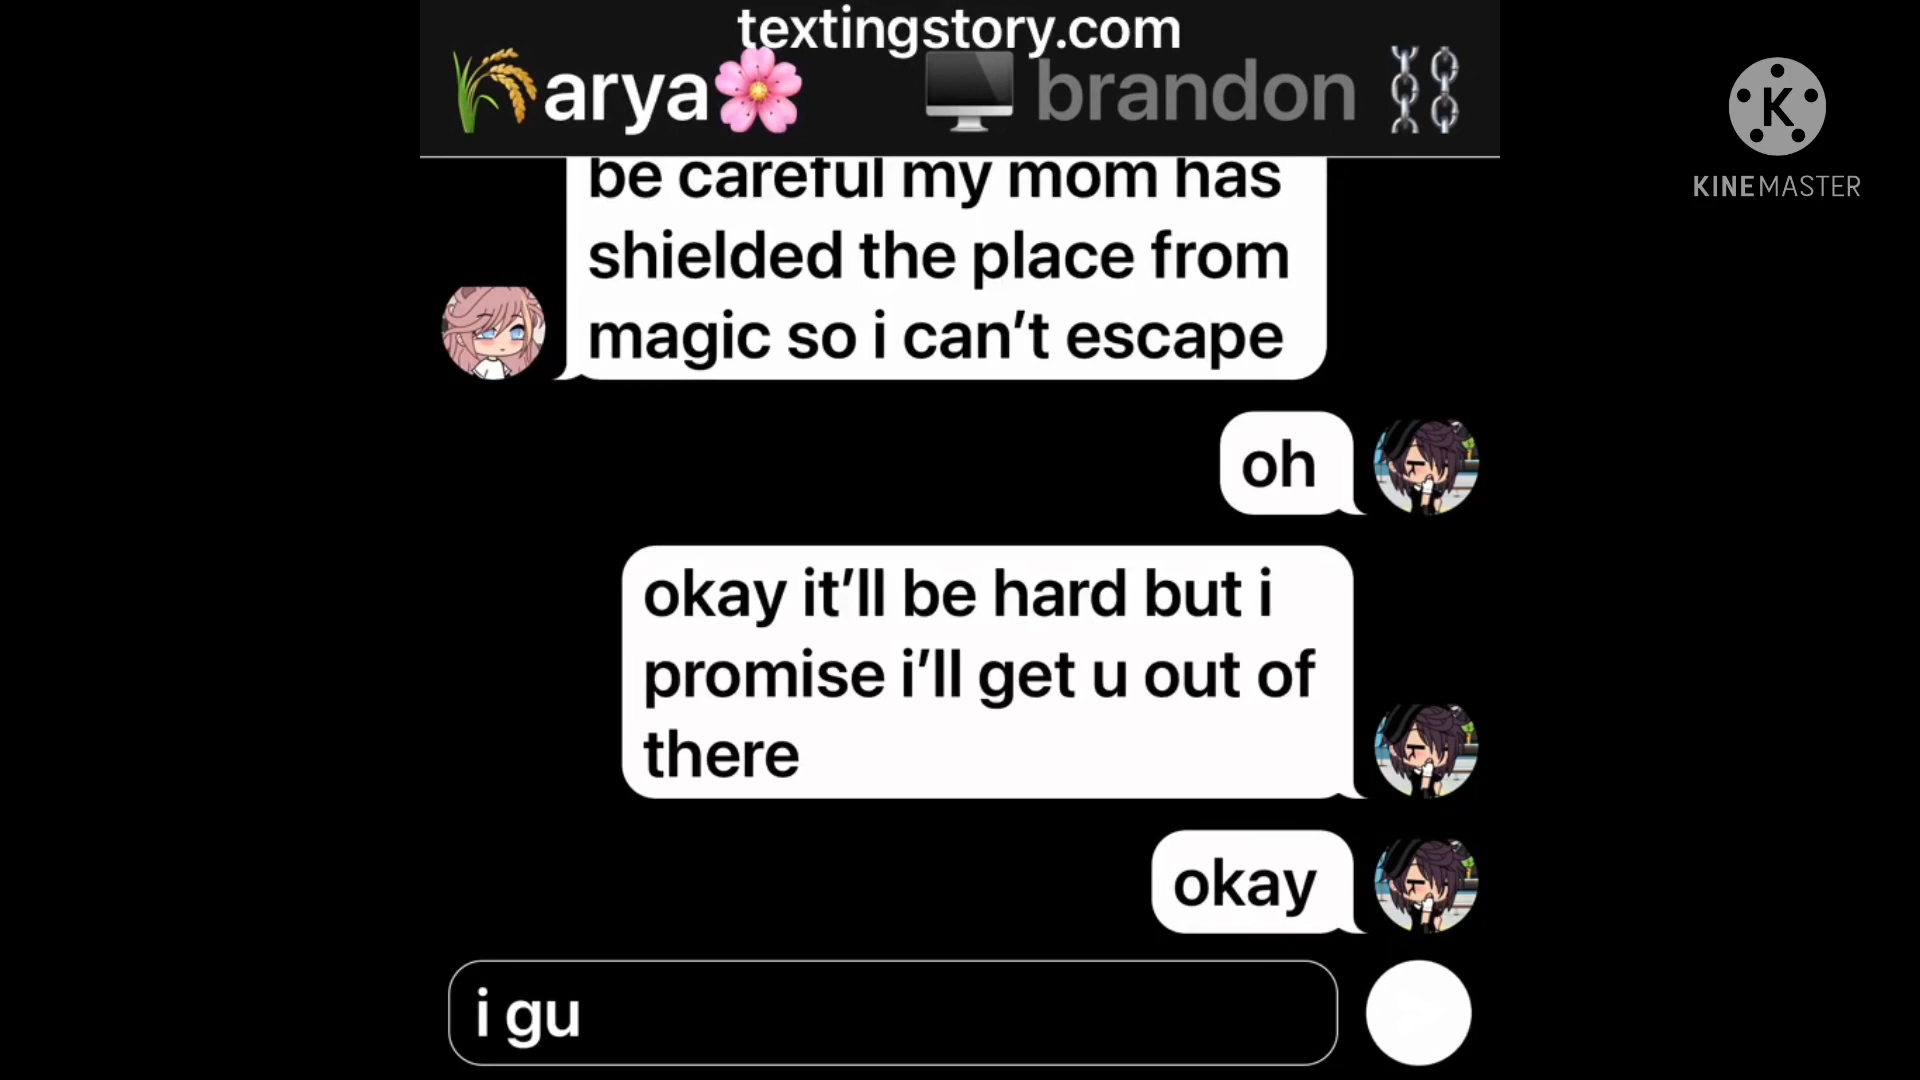 textingstory.com
🌾arya🌸 🖥️ brandon ⛓️
be careful my mom has
shielded the place from
magic so i can’t escape
oh
okay it’ll be hard but i
promise i’ll get u out of
there
okay
i gu
K
KINEMASTER